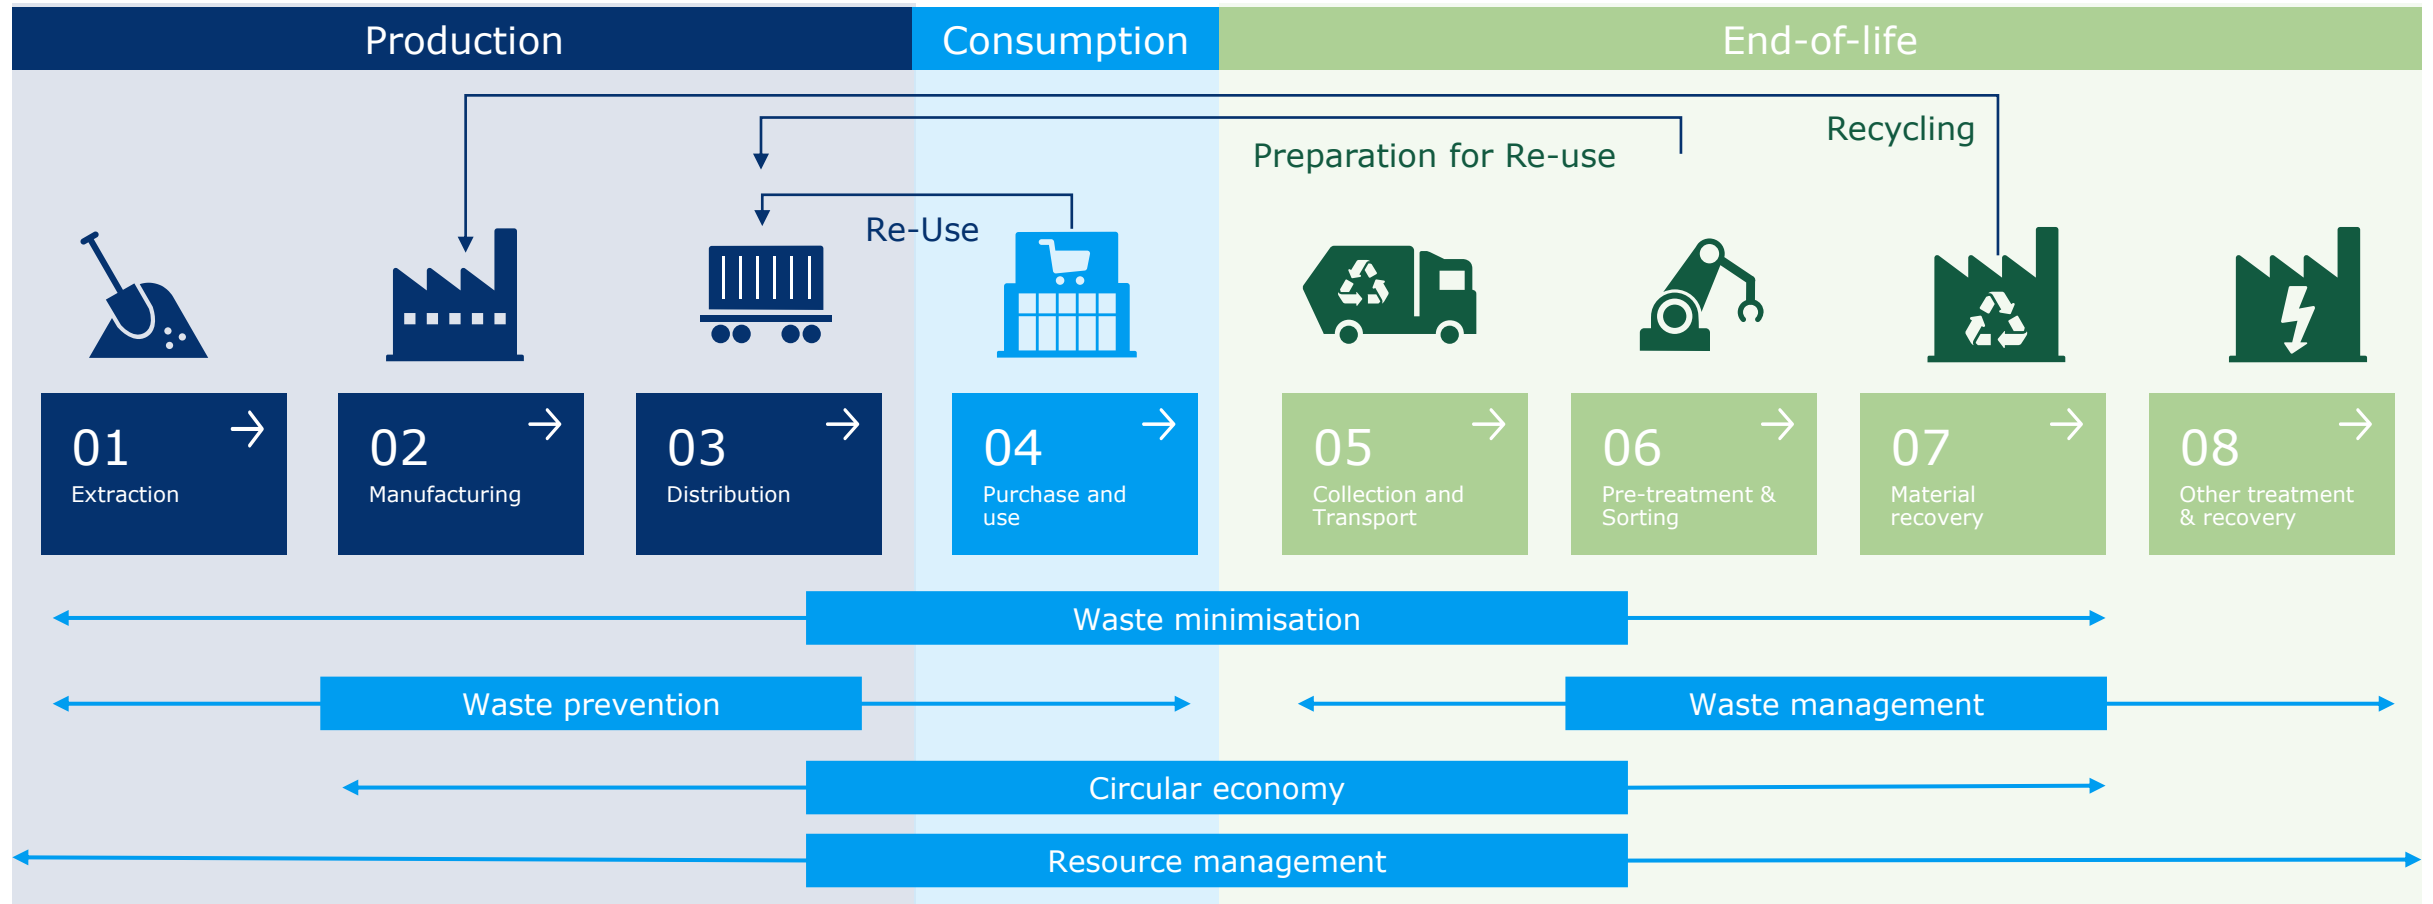 Production
Consumption
End-of-life
Recycling
Preparation for Re-use
Re-Use
01
Extraction
02
Manufacturing
03
Distribution
04
Purchase and
use
05
Collection and
Transport
06
Pre-treatment &
Sorting
07
Material
recovery
08
Other treatment
& recovery
Waste minimisation
Waste prevention
Waste management
Circular economy
Resource management